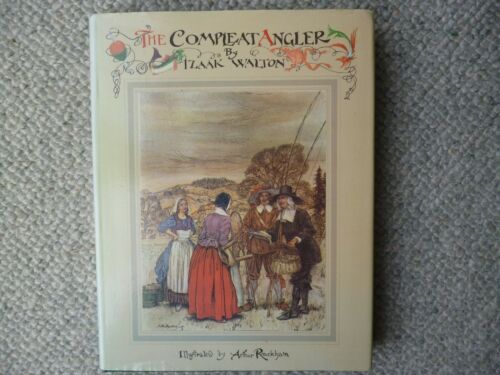 THE COMPLEAT ANGLER
By
IZAAK WALTON
Illustrated by Arthur Rackham